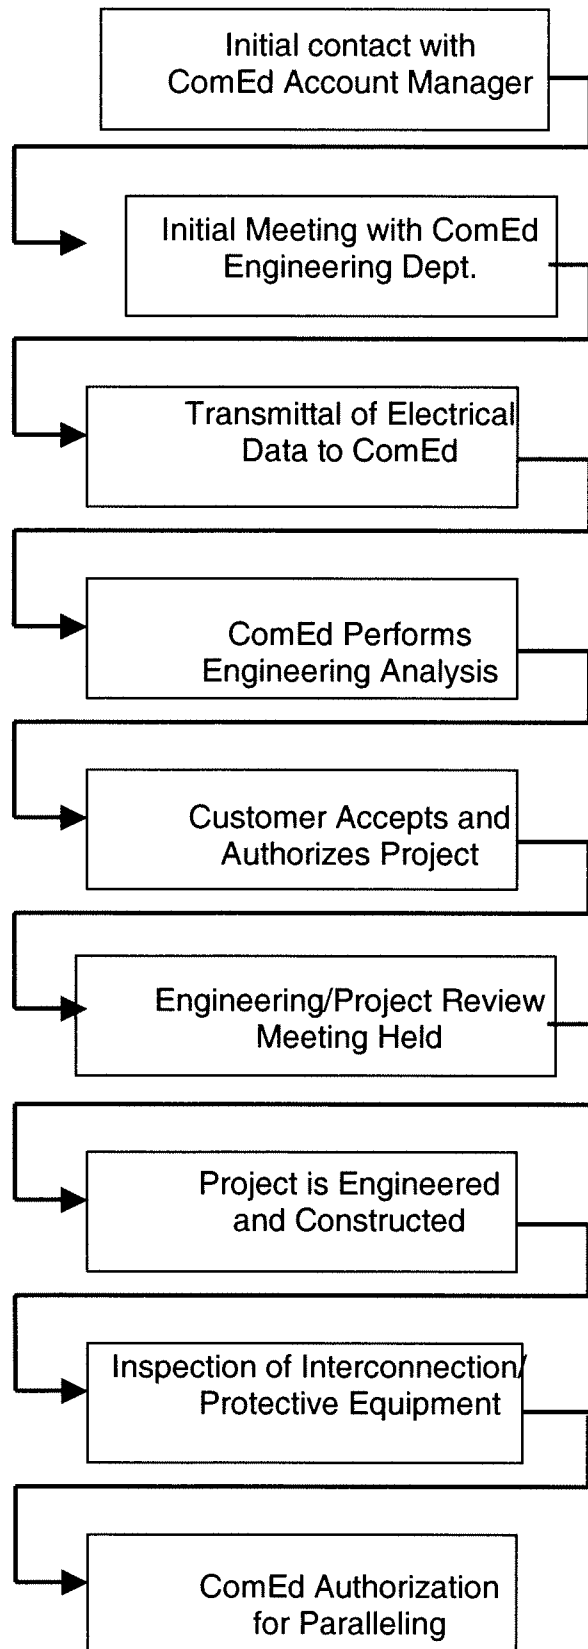 Initial contact with
ComEd Account Manager
Initial Meeting with ComEd
Engineering Dept.
Transmittal of Electrical
Data to ComEd
ComEd Performs
Engineering Analysis
Customer Accepts and
Authorizes Project
Engineering/Project Review
Meeting Held
Project is Engineered
and Constructed
Inspection of Interconnection/
Protective Equipment
ComEd Authorization
for Paralleling